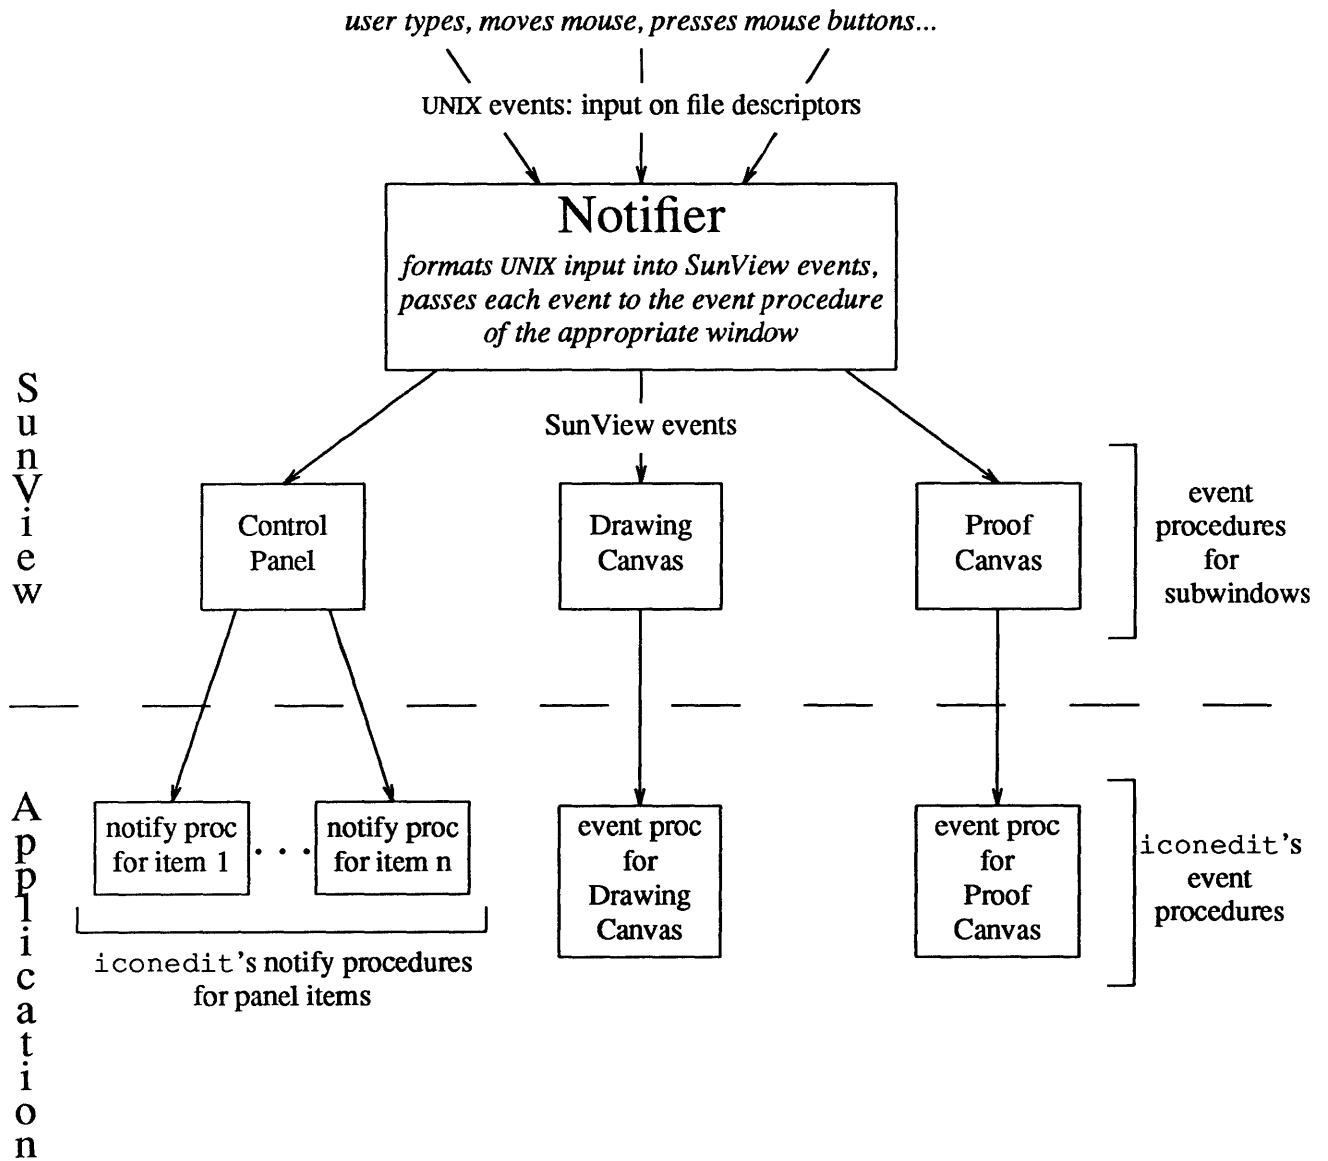 user types, moves mouse, presses mouse buttons...
UNIX events: input on file descriptors
Notifier
formats UNIX input into SunView events,
passes each event to the event procedure
of the appropriate window
SunView
SunView events
Control
Panel
Drawing
Canvas
Proof
Canvas
event
procedures
for
subwindows
Application
notify proc
for item 1
. . .
notify proc
for item n
event proc
for
Drawing
Canvas
event proc
for
Proof
Canvas
iconedit's
event
procedures
iconedit's notify procedures
for panel items